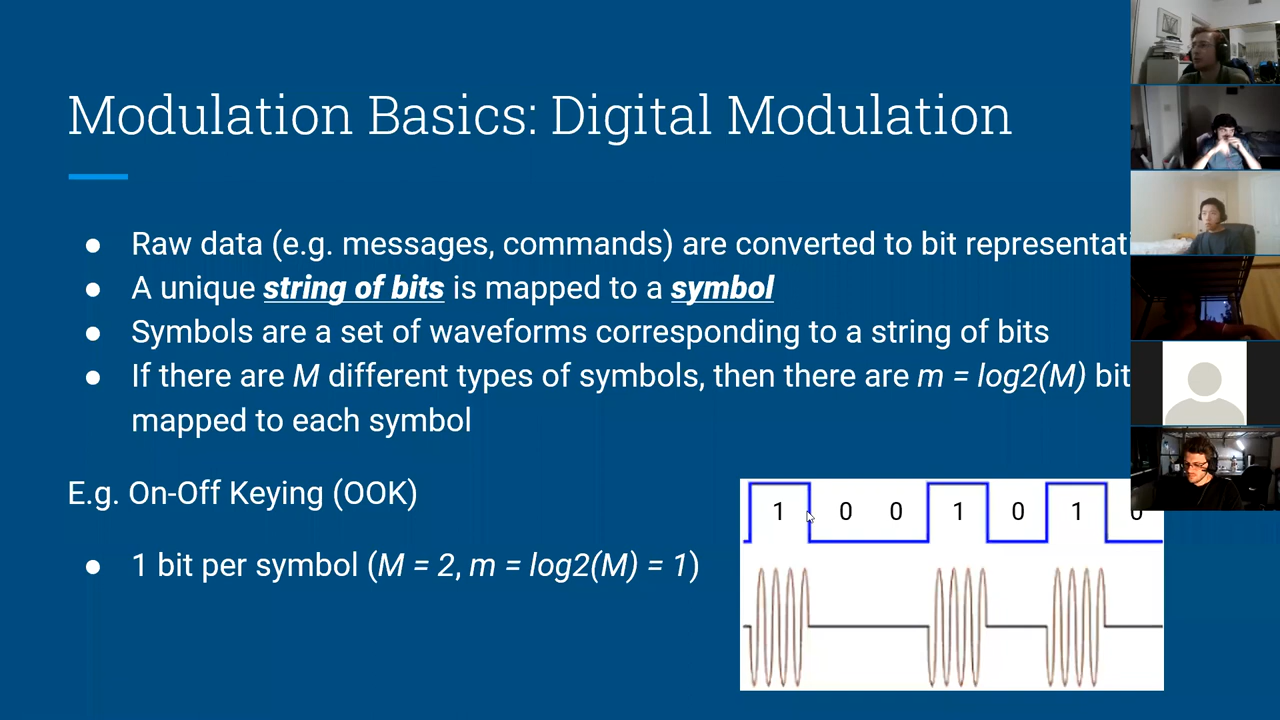 Modulation Basics: Digital Modulation
● Raw data (e.g. messages, commands) are converted to bit representati
● A unique string of bits is mapped to a symbol
● Symbols are a set of waveforms corresponding to a string of bits
● If there are M different types of symbols, then there are m = log2(M) bit
mapped to each symbol
E.g. On-Off Keying (OOK)
● 1 bit per symbol (M = 2, m = log2(M) = 1)
1 0 0 1 0 1 0